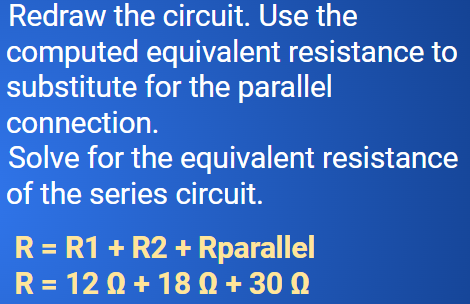 Redraw the circuit. Use the
computed equivalent resistance to
substitute for the parallel
connection.
Solve for the equivalent resistance
of the series circuit.
R = R1 + R2 + Rparallel
R = 12 Ω + 18 Ω + 30 Ω